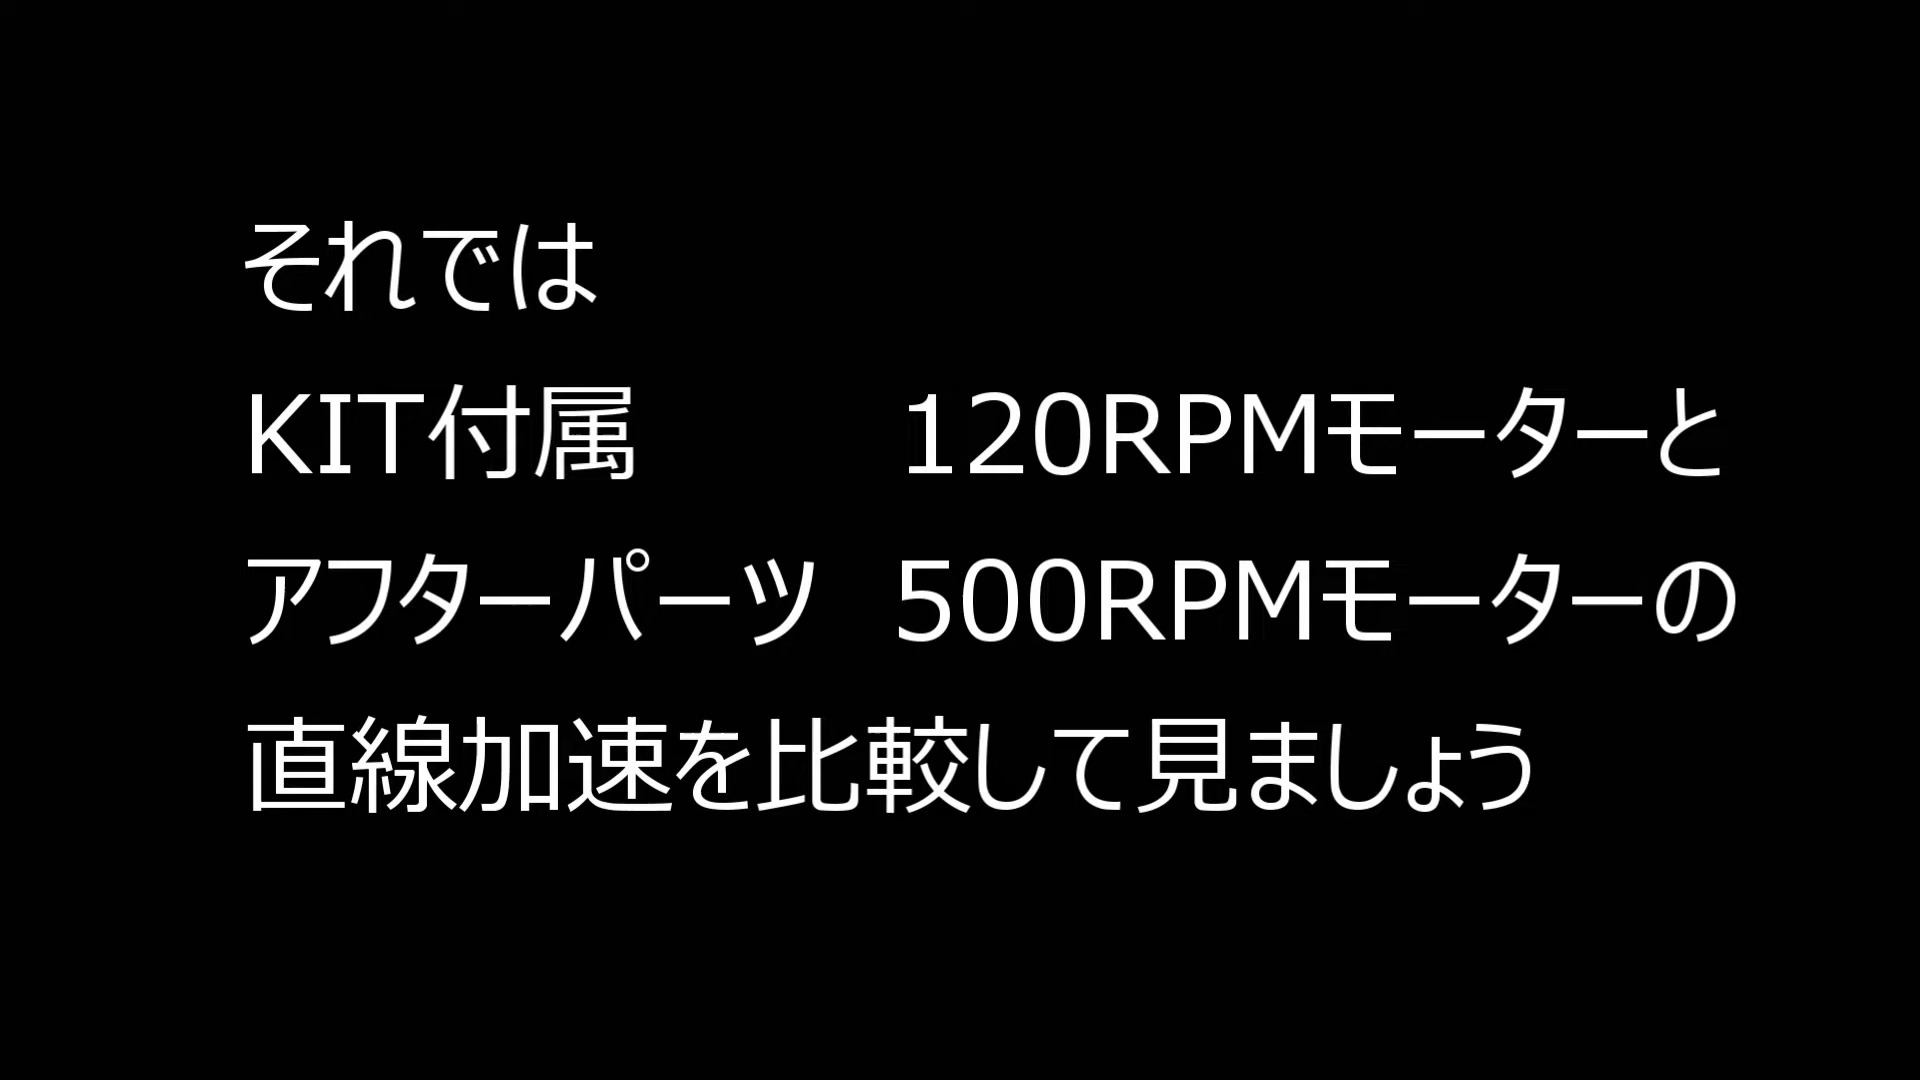 それでは
KIT付属　　　120RPMモーターと
アフターパーツ　500RPMモーターの
直線加速を比較して見ましょう